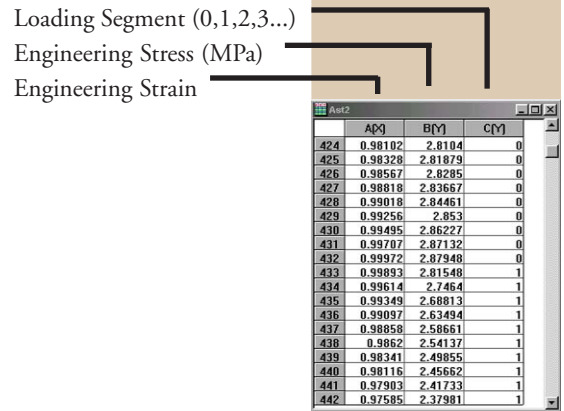 Loading Segment (0,1,2,3...)
Engineering Stress (MPa)
Engineering Strain
Ast2
A[X] B[Y] C[Y]
424 0.98102 2.8104 0
425 0.98328 2.81879 0
426 0.98567 2.8285 0
427 0.98818 2.83667 0
428 0.99018 2.84461 0
429 0.99256 2.853 0
430 0.99495 2.86227 0
431 0.99707 2.87132 0
432 0.99972 2.87948 0
433 0.99893 2.81548 1
434 0.99614 2.7464 1
435 0.99349 2.68813 1
436 0.99097 2.63494 1
437 0.98858 2.58661 1
438 0.9862 2.54137 1
439 0.98341 2.49855 1
440 0.98116 2.45662 1
441 0.97903 2.41733 1
442 0.97585 2.37981 1